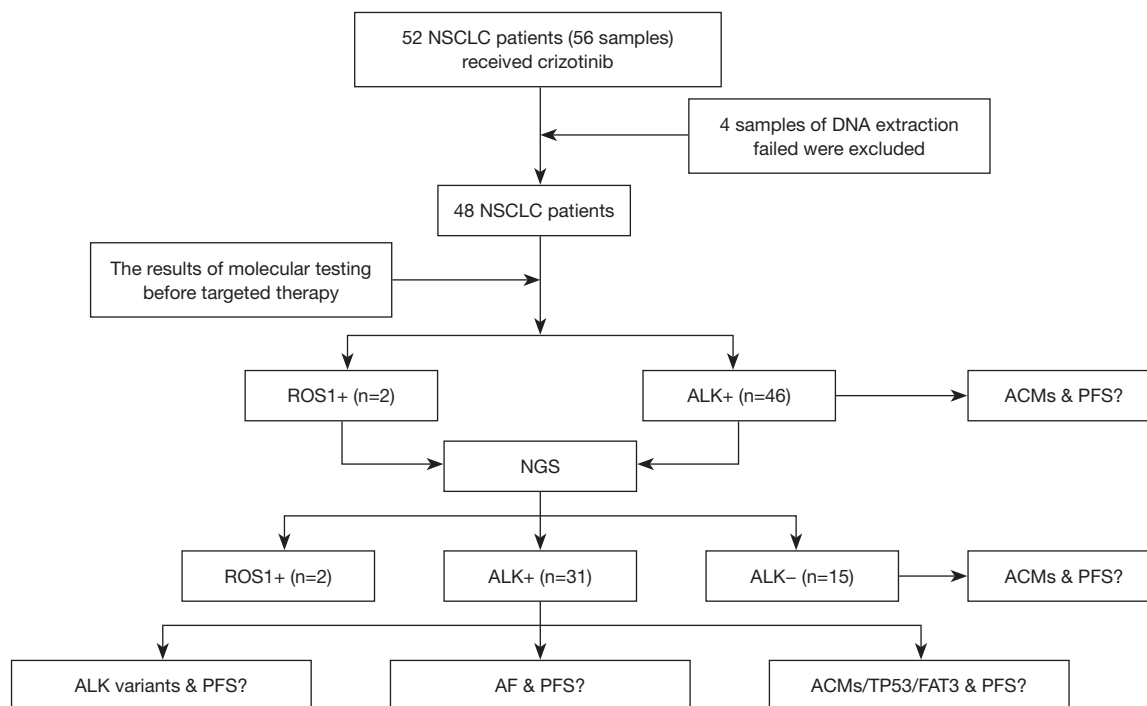 52 NSCLC patients (56 samples)
received crizotinib
4 samples of DNA extraction
failed were excluded
48 NSCLC patients
The results of molecular testing
before targeted therapy
ROS1+ (n=2)
ALK+ (n=46)
ACMs & PFS?
NGS
ROS1+ (n=2)
ALK+ (n=31)
ALK− (n=15)
ACMs & PFS?
ALK variants & PFS?
AF & PFS?
ACMs/TP53/FAT3 & PFS?